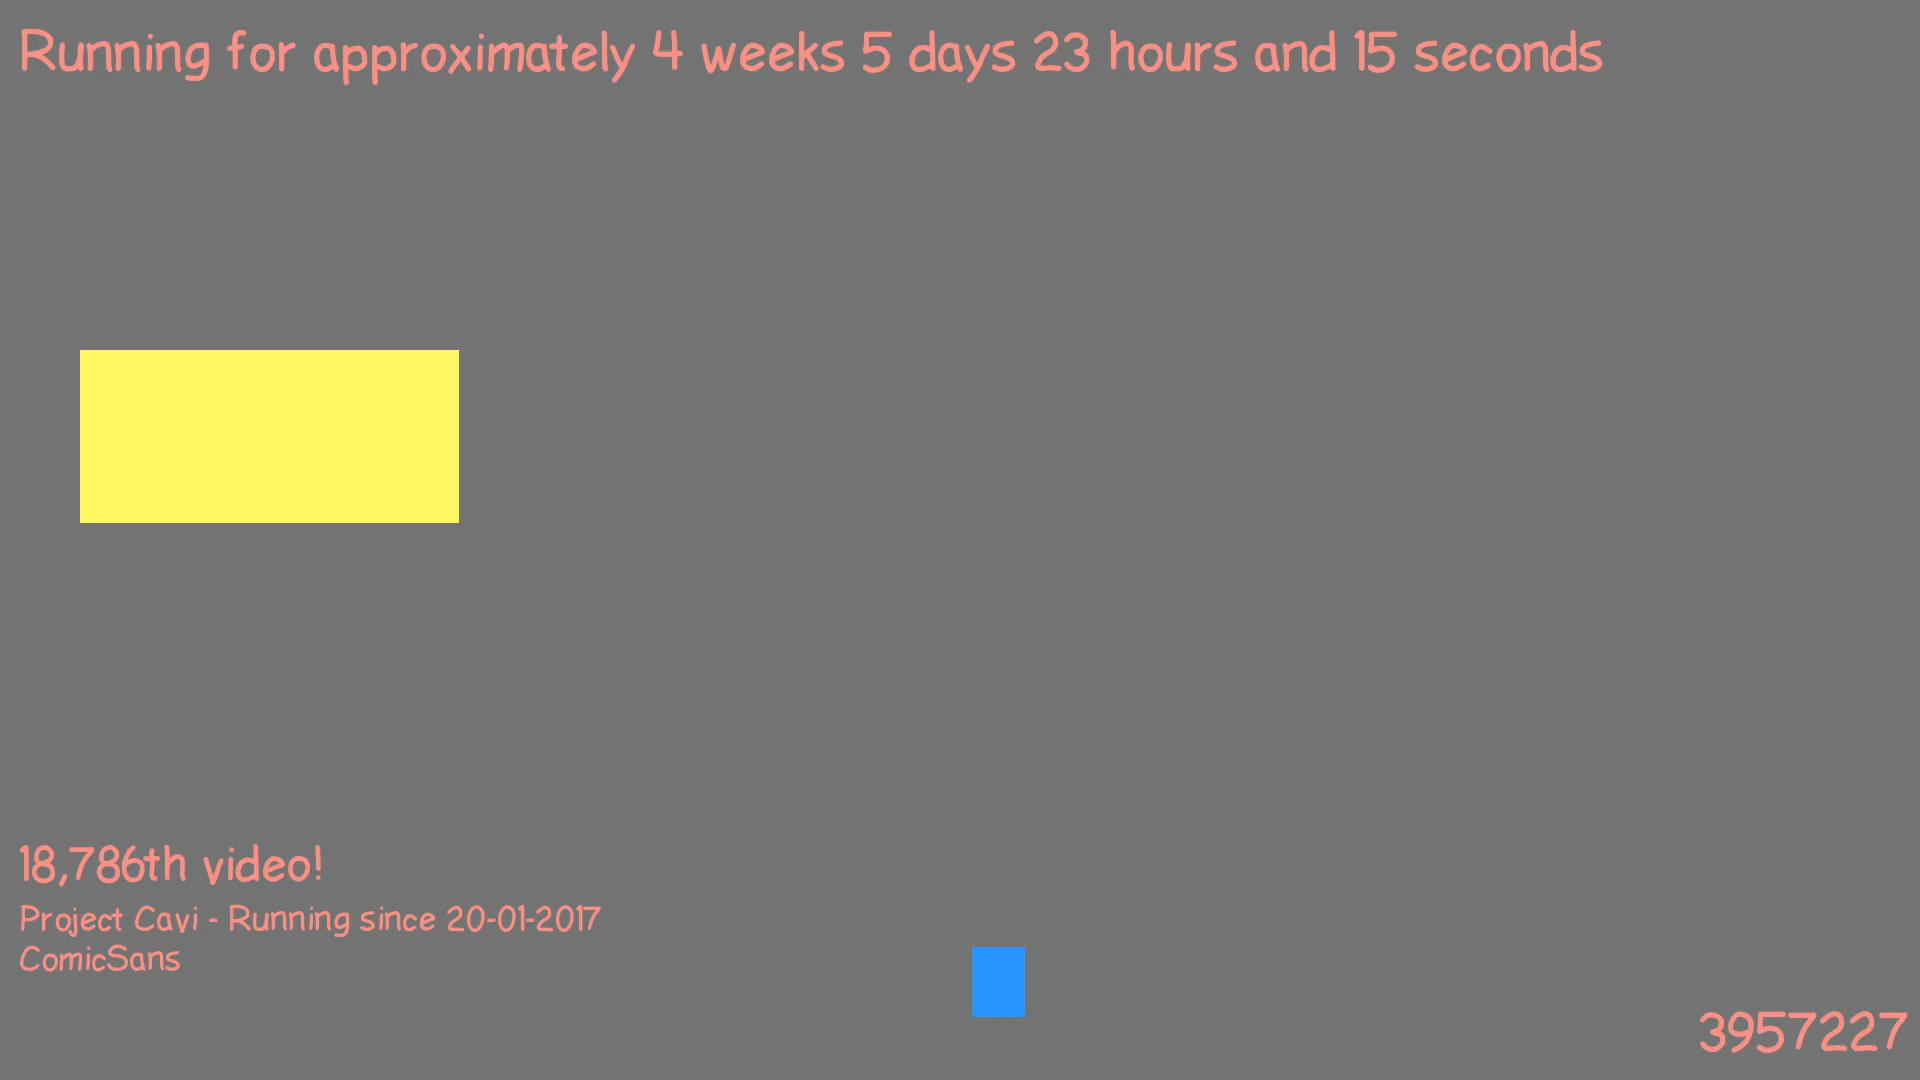 Running for approximately 4 weeks 5 days 23 hours and 15 seconds
18,786th video!
Project Cavi - Running since 20-01-2017
ComicSans
3957227